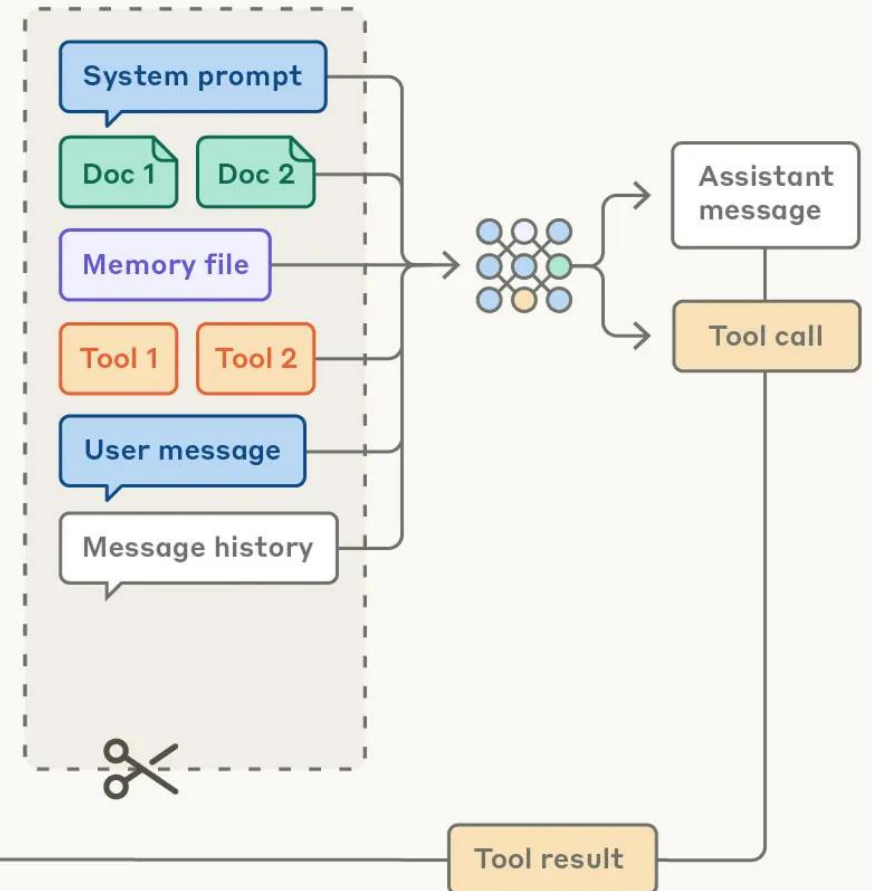 System prompt
Doc 1
Doc 2
Memory file
Tool 1
Tool 2
User message
Message history
Assistant
message
Tool call
Tool result